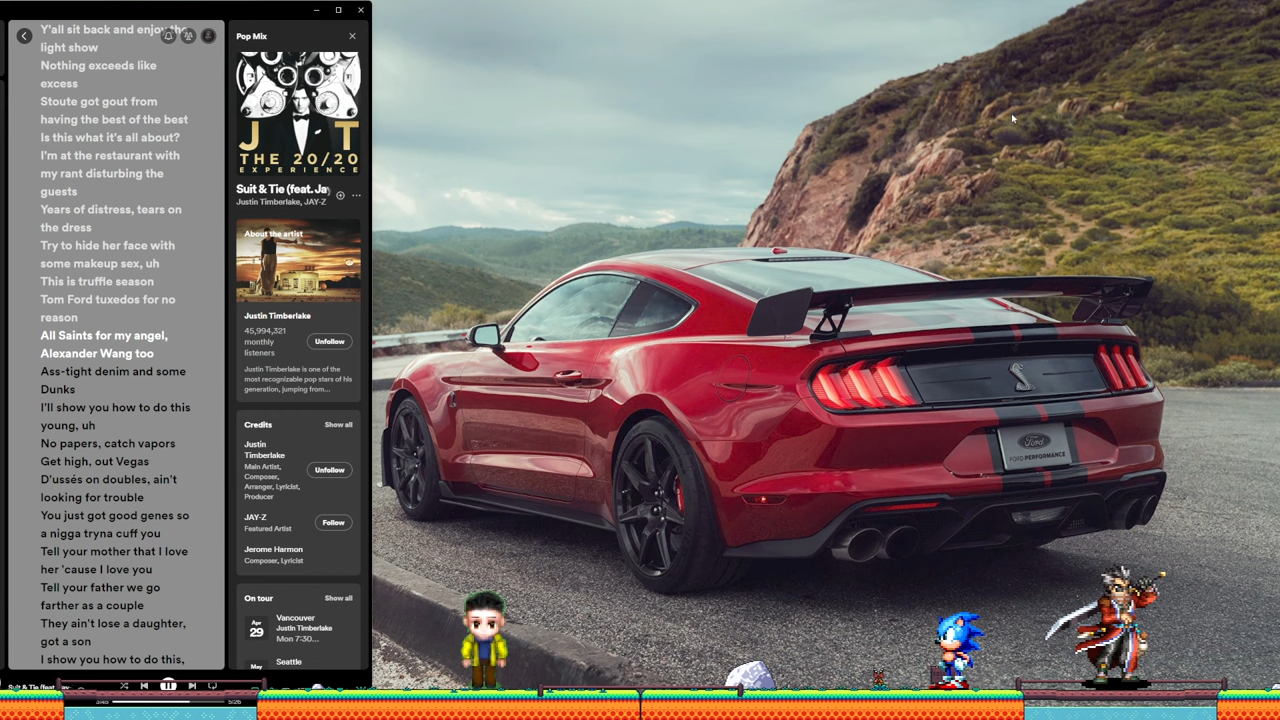 Y'all sit back and enjoy the
light show
Nothing exceeds like
excess
Stoute got gout from
having the best of the best
Is this what it's all about?
I'm at the restaurant with
my rant disturbing the
guests
Years of distress, tears on
the dress
Try to hide her face with
some makeup sex, uh
This is truffle season
Tom Ford tuxedos for no
reason
All Saints for my angel,
Alexander Wang too
Ass-tight denim and some
Dunks
I'll show you how to do this
young, uh
No papers, catch vapors
Get high, out Vegas
D'ussés on doubles, ain't
looking for trouble
You just got good genes so
a nigga tryna cuff you
Tell your mother that I love
her 'cause I love you
Tell your father we go
farther as a couple
They ain't lose a daughter,
got a son
I show you how to do this,
Suit & Tie (feat.
3:45
5:26
Pop Mix
J T
THE 20/20
EXPERIENCE
Suit & Tie (feat. Ja
Justin Timberlake, JAY-Z
About the artist
Justin Timberlake
45,994,321
monthly
listeners
Unfollow
Justin Timberlake is one of the
most recognizable pop stars of his
generation, jumping from...
Credits
Show all
Justin
Timberlake
Main Artist,
Composer,
Arranger, Lyricist,
Producer
Unfollow
JAY-Z
Featured Artist
Follow
Jerome Harmon
Composer, Lyricist
On tour
Show all
Apr
29
Vancouver
Justin Timberlake
Mon 7:30...
May
Seattle
Ford
FORD PERFORMANCE